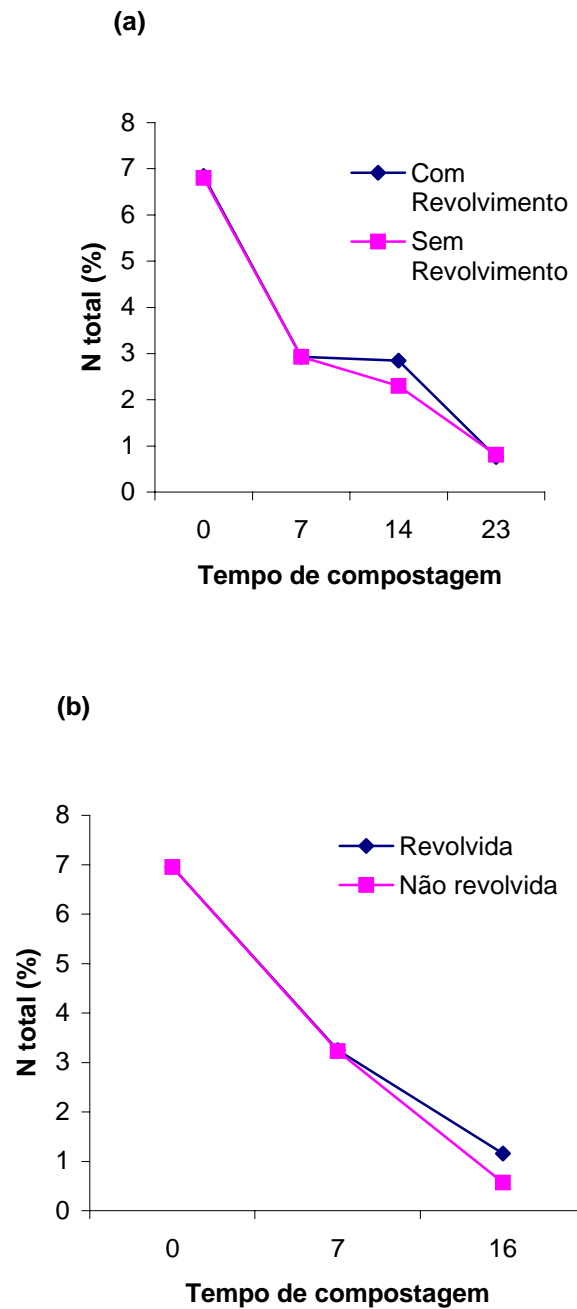 (a)
8
7
6
5
4
3
2
1
0
N total (%)
Com
Revolvimento
Sem
Revolvimento
0 7 14 23
Tempo de compostagem
(b)
8
7
6
5
4
3
2
1
0
N total (%)
Revolvida
Não revolvida
0 7 16
Tempo de compostagem